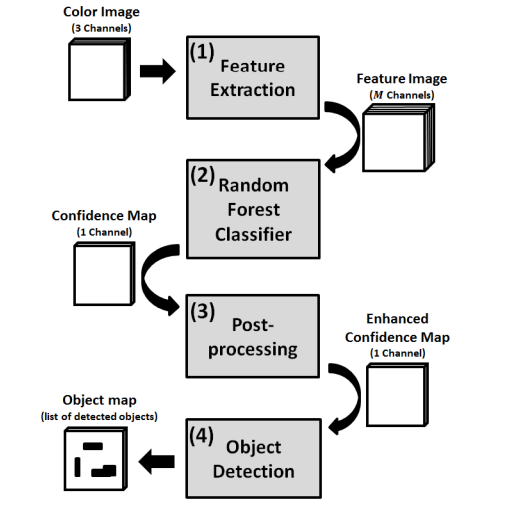 Color Image
(3 Channels)
(1)
Feature
Extraction
Feature Image
(M Channels)
(2)
Random
Forest
Classifier
Confidence Map
(1 Channel)
(3)
Post-
processing
Enhanced
Confidence Map
(1 Channel)
Object map
(list of detected objects)
(4)
Object
Detection